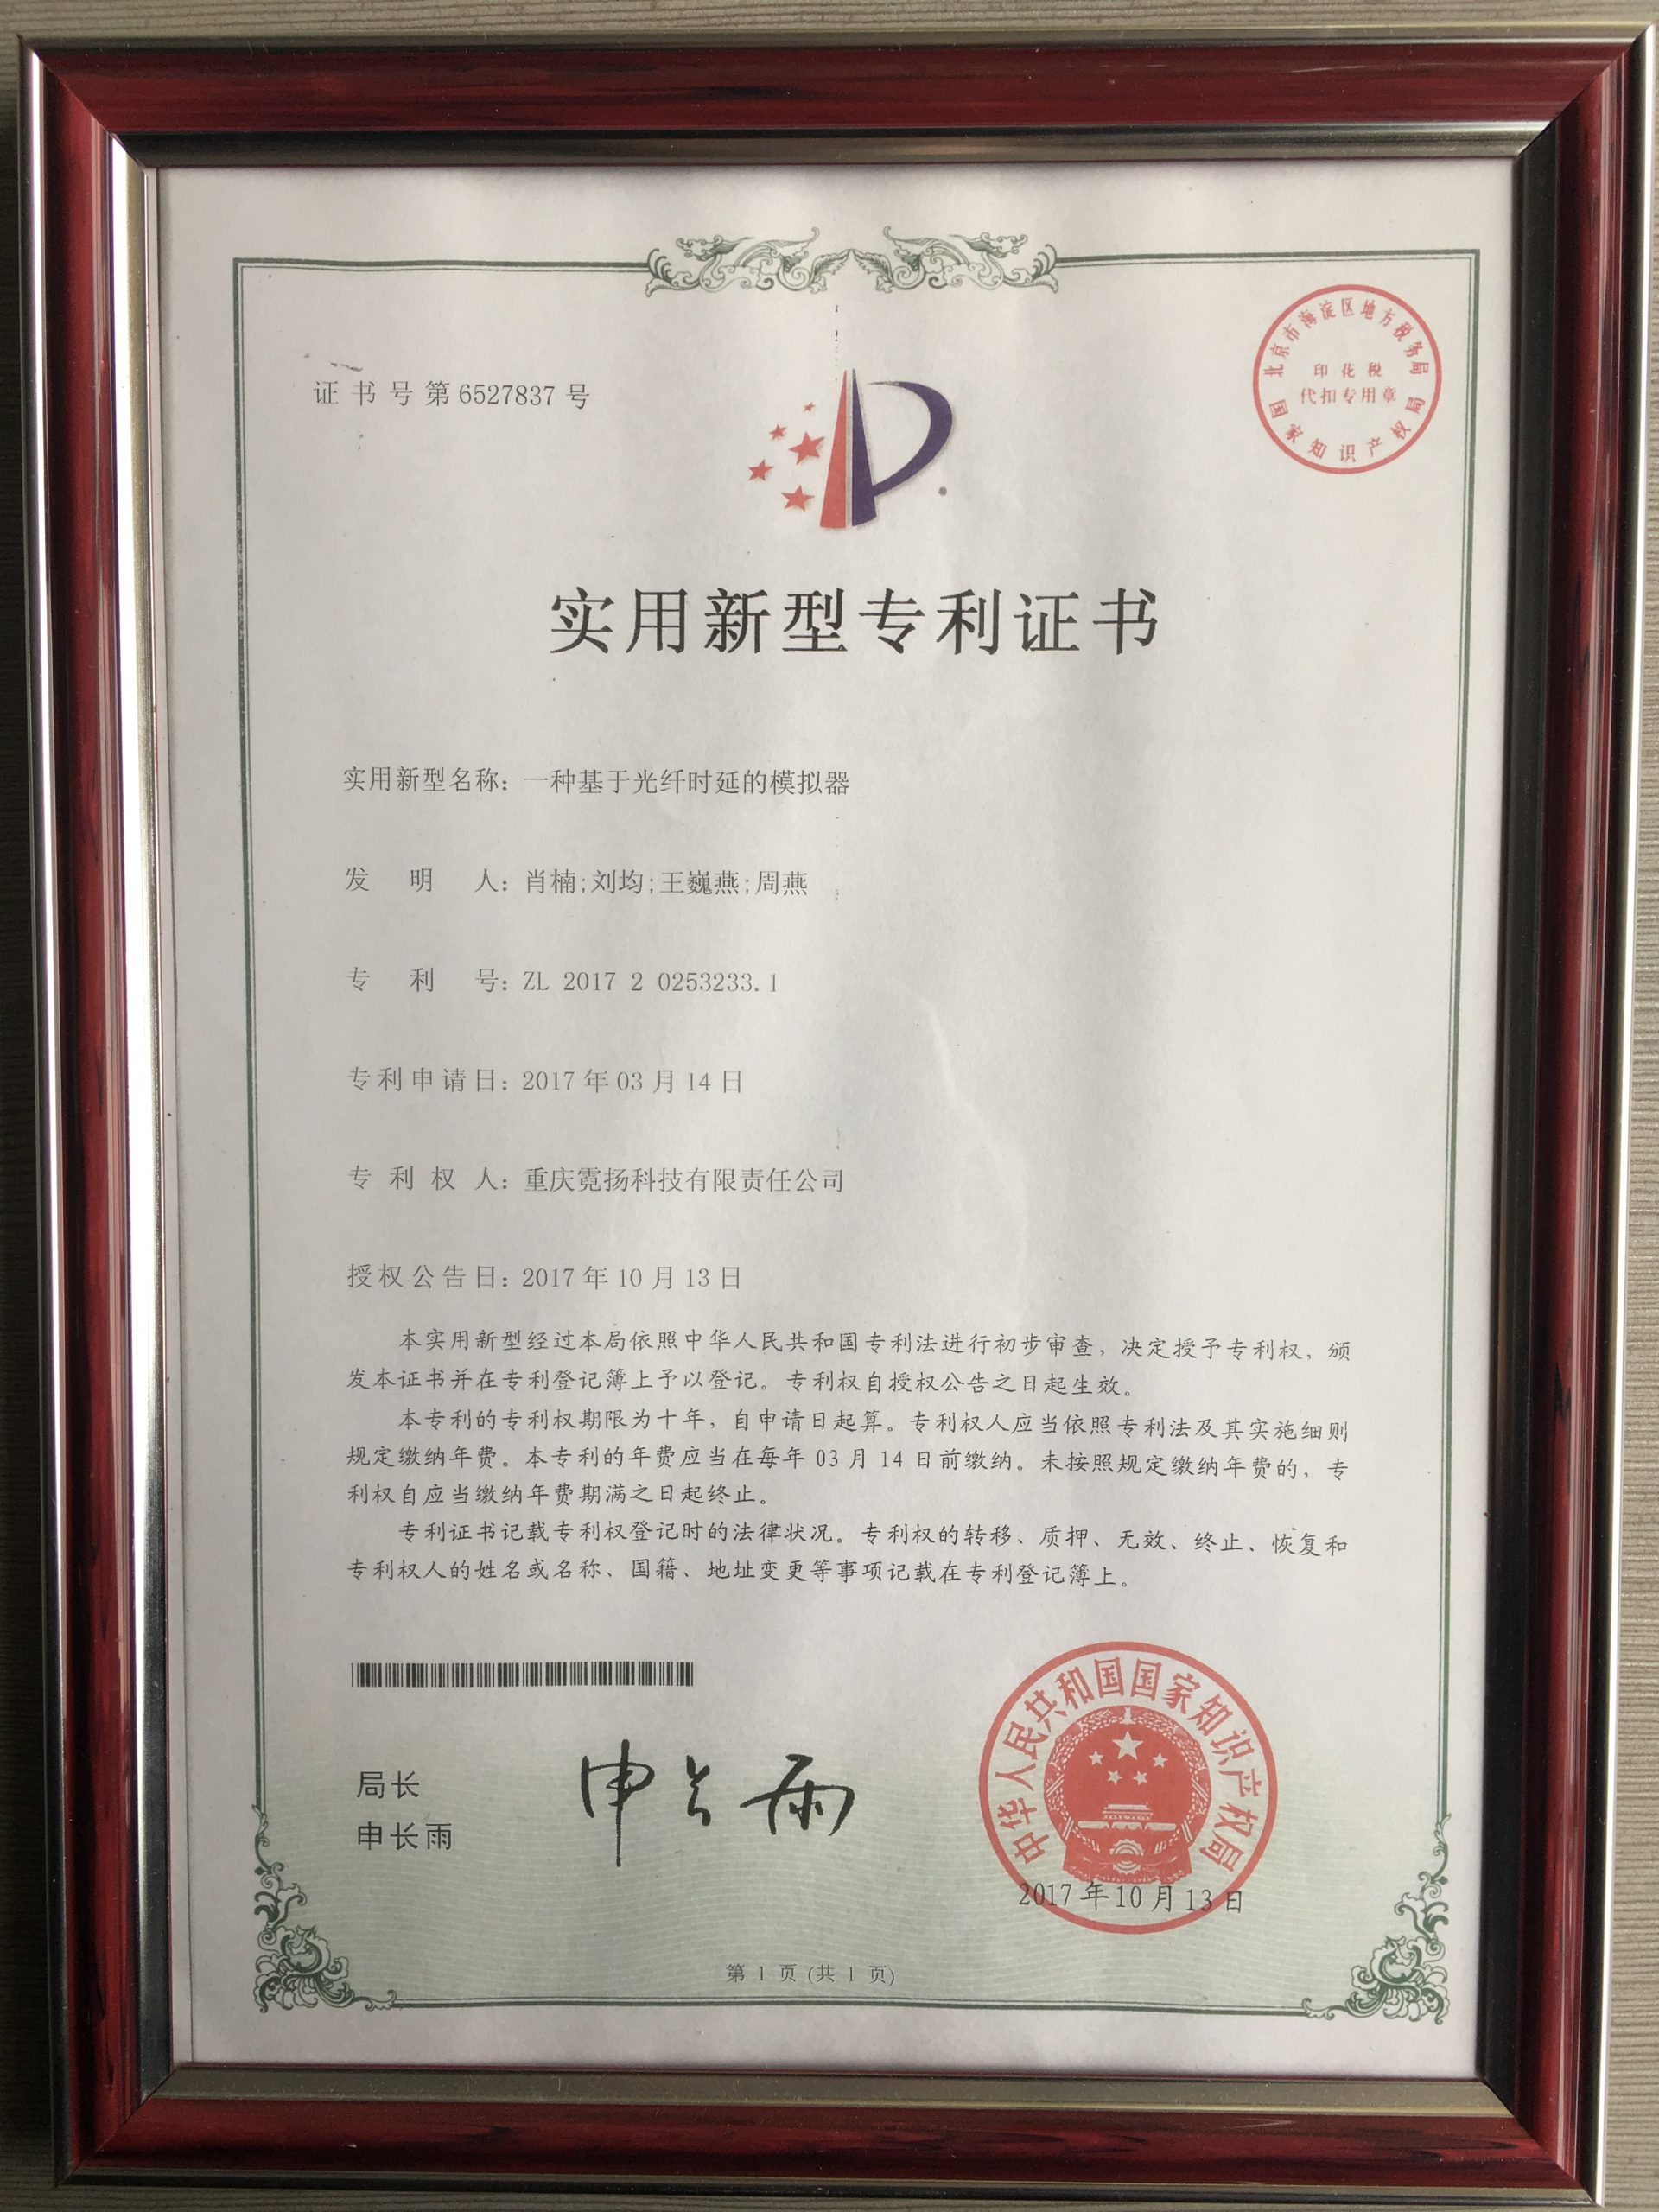 证书号第6527837号
北京市海淀区地方税务局
印花税
代扣专用章
国家知识产权局
实用新型专利证书
实用新型名称：一种基于光纤时延的模拟器
发明人：肖楠;刘均;王巍燕;周燕
专利号：ZL 2017 2 0253233.1
专利申请日：2017年03月14日
专利权人：重庆霓扬科技有限责任公司
授权公告日：2017年10月13日
本实用新型经过本局依照中华人民共和国专利法进行初步审查，决定授予专利权，颁
发本证书并在专利登记簿上予以登记。专利权自授权公告之日起生效。
本专利的专利权期限为十年，自申请日起算。专利权人应当依照专利法及其实施细则
规定缴纳年费。本专利的年费应当在每年03月14日前缴纳。未按照规定缴纳年费的，专
利权自应当缴纳年费期满之日起终止。
专利证书记载专利权登记时的法律状况。专利权的转移、质押、无效、终止、恢复和
专利权人的姓名或名称、国籍、地址变更等事项记载在专利登记簿上。
局长
申长雨
申长雨
中华人民共和国国家知识产权局
2017年10月13日
第1页(共1页)